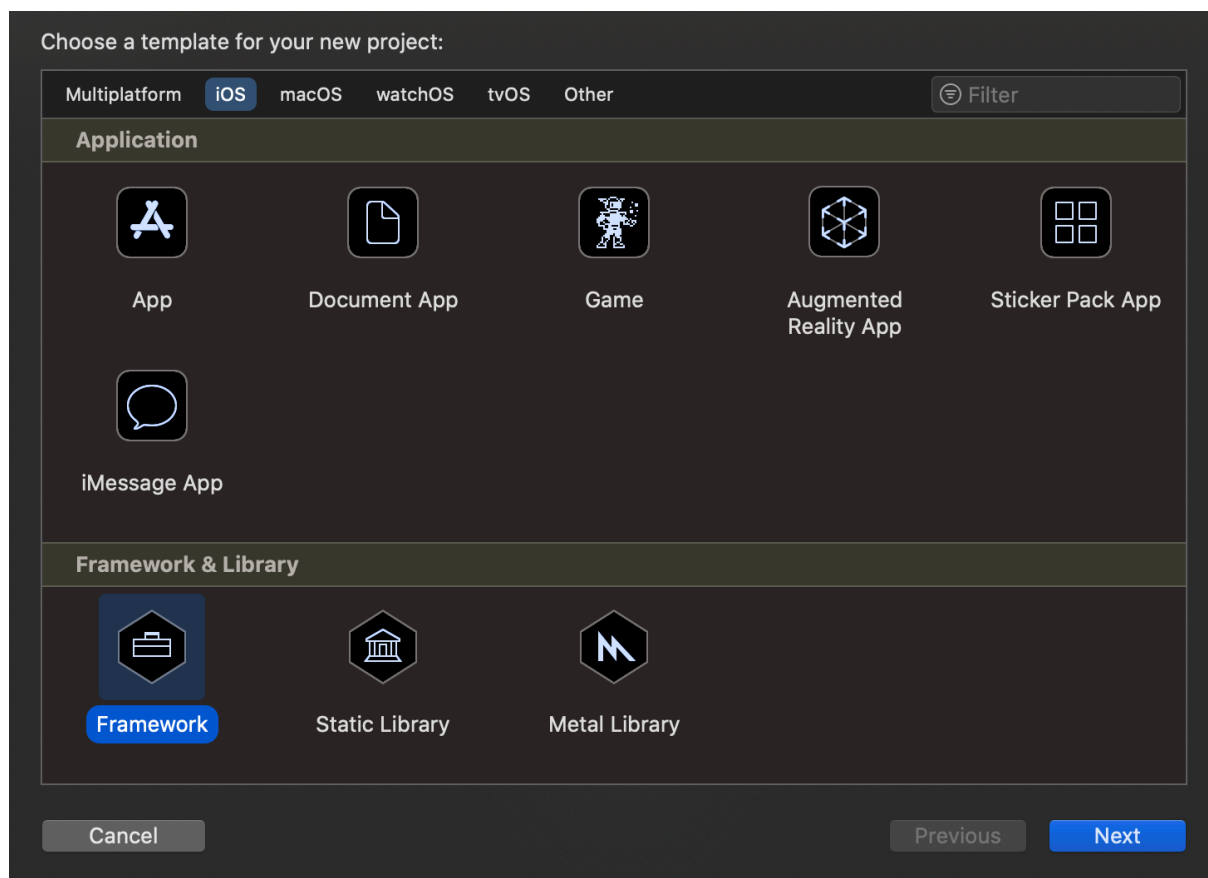 Choose a template for your new project:
Multiplatform iOS macOS watchOS tvOS Other Filter
Application
App Document App Game Augmented Reality App Sticker Pack App
iMessage App
Framework & Library
Framework Static Library Metal Library
Cancel Previous Next